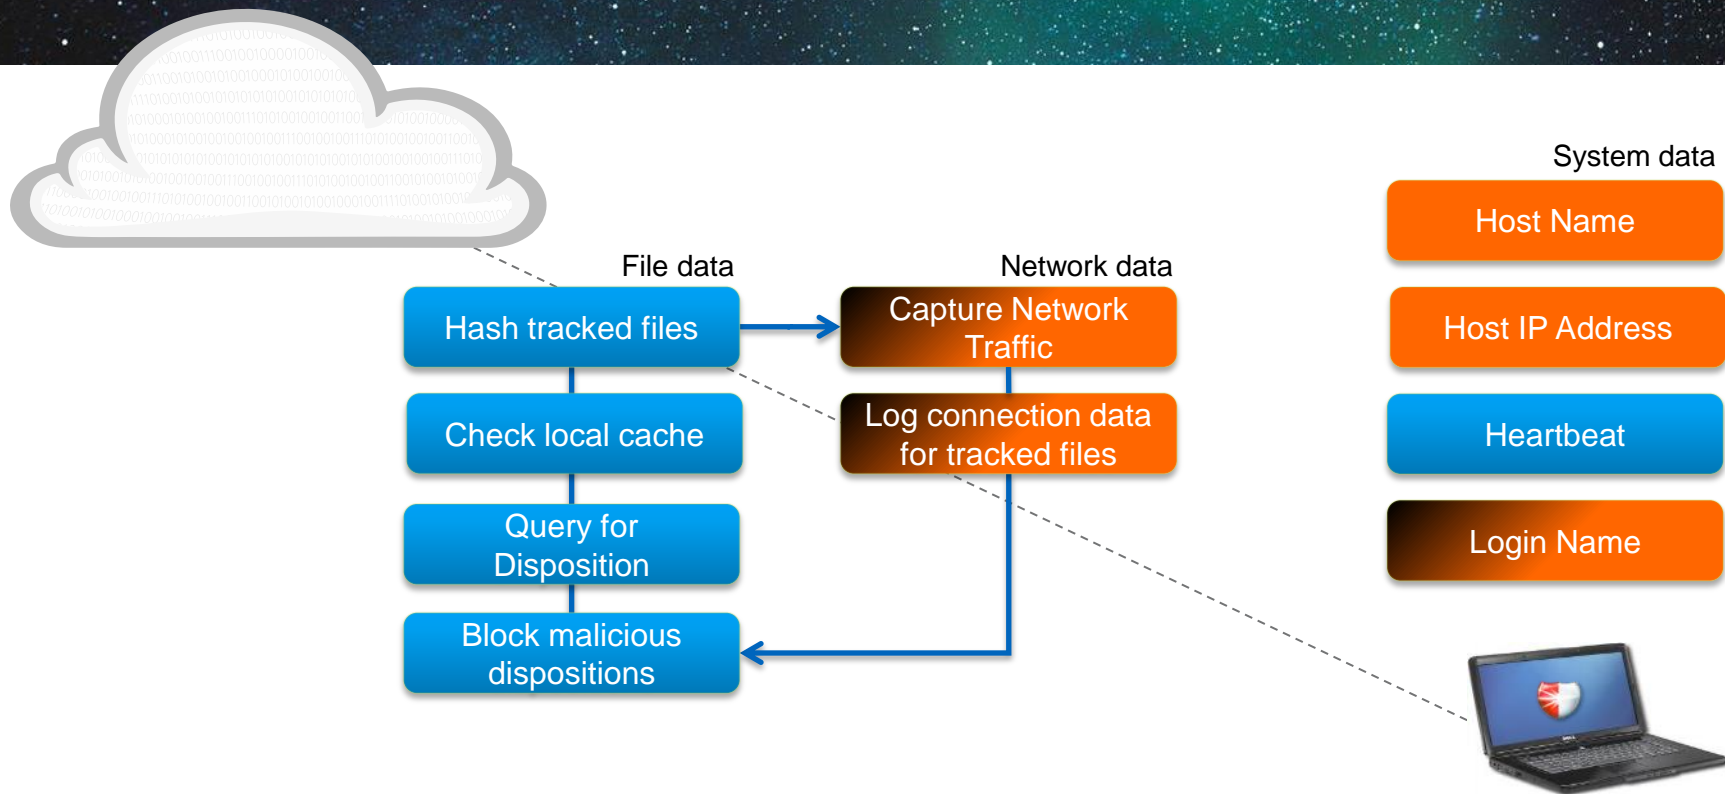 System data
Host Name
File data
Network data
Hash tracked files
Capture Network
Traffic
Host IP Address
Check local cache
Log connection data
for tracked files
Heartbeat
Query for
Disposition
Login Name
Block malicious
dispositions